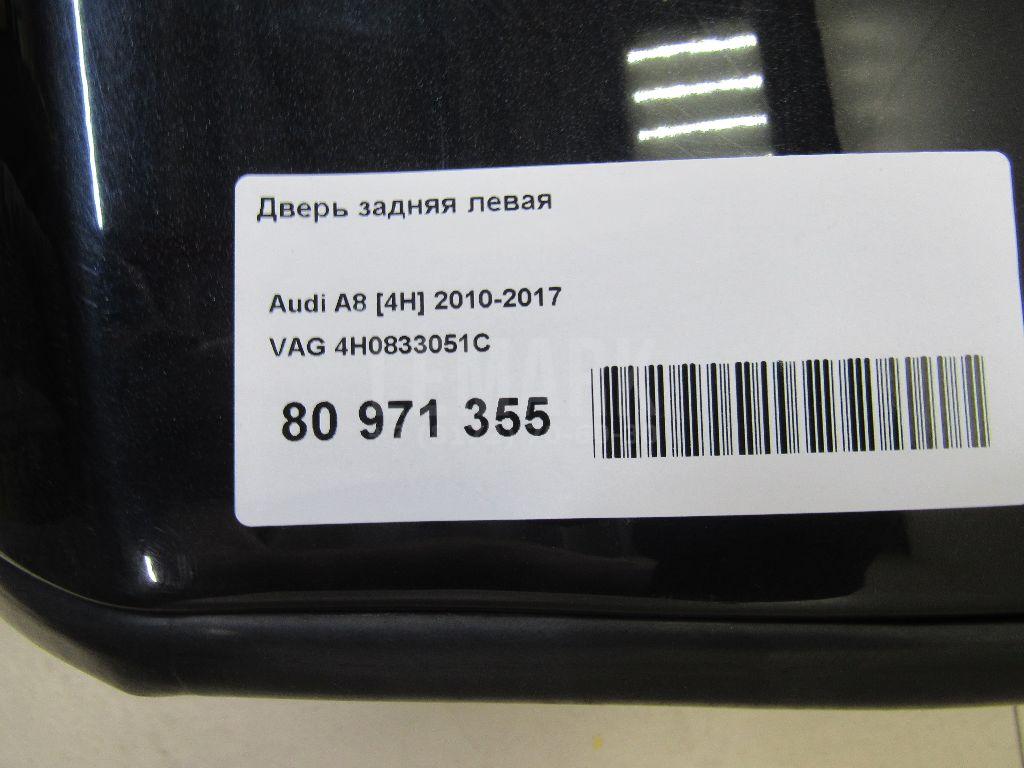 Дверь задняя левая
Audi A8 [4H] 2010-2017
VAG 4H0833051C
80 971 355